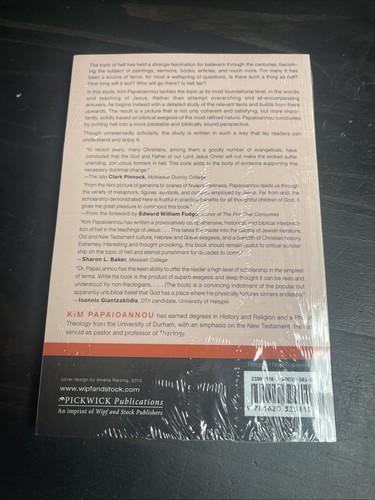 The topic of hell has held a strange fascination for believers through the centuries, becoming
the subject of paintings, sermons, books, articles, and much more. For many it has
been a source of terror, for most a wellspring of questions. Is there such a thing as hell?
How long will it last? Who will go there? Is hell fair?
In this study, Kim Papaioannou tackles the topic at its most foundational level, in the words
and teaching of Jesus. Rather than attempt overarching and all-encompassing
answers, he begins instead with a detailed study of the relevant texts and builds from there
upwards. The result is a picture that is not only coherent and satisfying, but more impor-
tantly, solidly based on biblical exegesis of the most refined nature. Papaioannou concludes
by putting hell into a more palatable and biblically sound perspective.
Though unreservedly scholarly, the study is written in such a way that lay readers can
understand and enjoy it.
"In recent years, many Christians, among them a goodly number of evangelicals, have
concluded that the God and Father of our Lord Jesus Christ will not make the wicked suffer
unending, torment in hell. This book adds to the body of evidence supporting this
necessary doctrinal change."
—The late Clark Pinnock, McMaster Divinity College
"From the fiery picture of gehenna to scenes of Papaioannou leads us through
the variety of metaphors, figures, symbols, and employed by Jesus. Far from arid, the
scholarship demonstrated here is fruitful in practical benefits for all thoughtful children of God. It
gives me great pleasure to commend this book."
—From the foreword by Edward William Fudge, author of The Fire That Consumes
"Kim Papaioannou has written a provocatively comprehensive, historical, and biblical interpreta-
tion of hell in the teachings of Jesus. . . . This takes the reader into the of Jewish literature,
Old and New Testament culture, Hebrew and Greek exegesis, and a of Christian history.
Extremely interesting and thought provoking, this book should remain useful to critical scholar-
ship on the topic of hell and eternal punishment for decades to come."
—Sharon L. Baker, Messiah College
"Dr. Papaioannou has the keen ability to offer the reader a high level of scholarship in the simplest
of terms. While his book is the product of superb exegesis and deep thought it can be read and
understood by non-theologians. . . . [The book] is a convincing indictment of the popular but
apparently unbiblical belief that God has a place where he physically tortures sinners endlessly."
—Ioannis Giantzaklidis, DTh candidate, University of
KIM PAPAIOANNOU has earned degrees in History and Religion and a
Theology from the University of Durham, with an emphasis on the New Testament. He has
served as pastor and professor of Theology.
cover design by Amelia Reising, 2013
www.wipfandstock.com
PICKWICK Publications
An imprint of Wipf and Stock Publishers